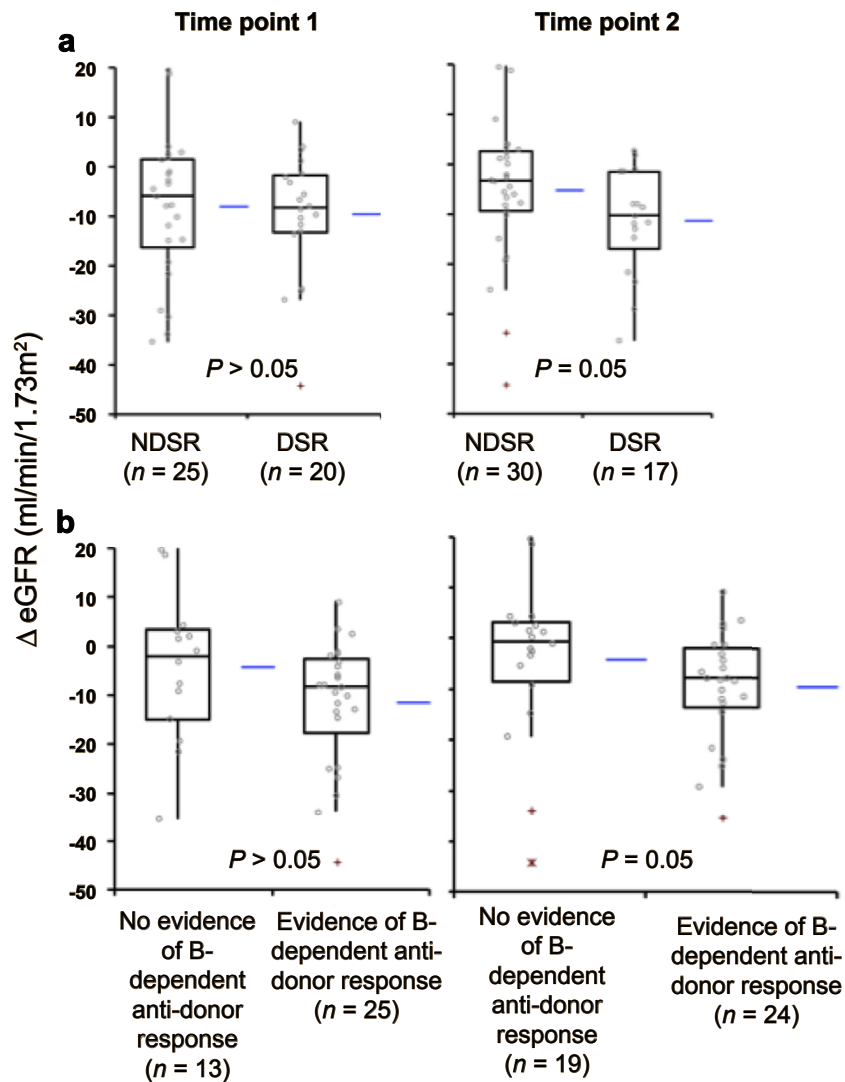 Time point 1
Time point 2
a
20
10
0
-10
-20
-30
-40
-50
P > 0.05
P = 0.05
NDSR
(n = 25)
DSR
(n = 20)
NDSR
(n = 30)
DSR
(n = 17)
Δ eGFR (ml/min/1.73m²)
b
20
10
0
-10
-20
-30
-40
-50
P > 0.05
P = 0.05
No evidence
of B-
dependent
anti-donor
response
(n = 13)
Evidence of B-
dependent anti-
donor response
(n = 25)
No evidence
of B-
dependent
anti-donor
response
(n = 19)
Evidence of B-
dependent anti-
donor response
(n = 24)